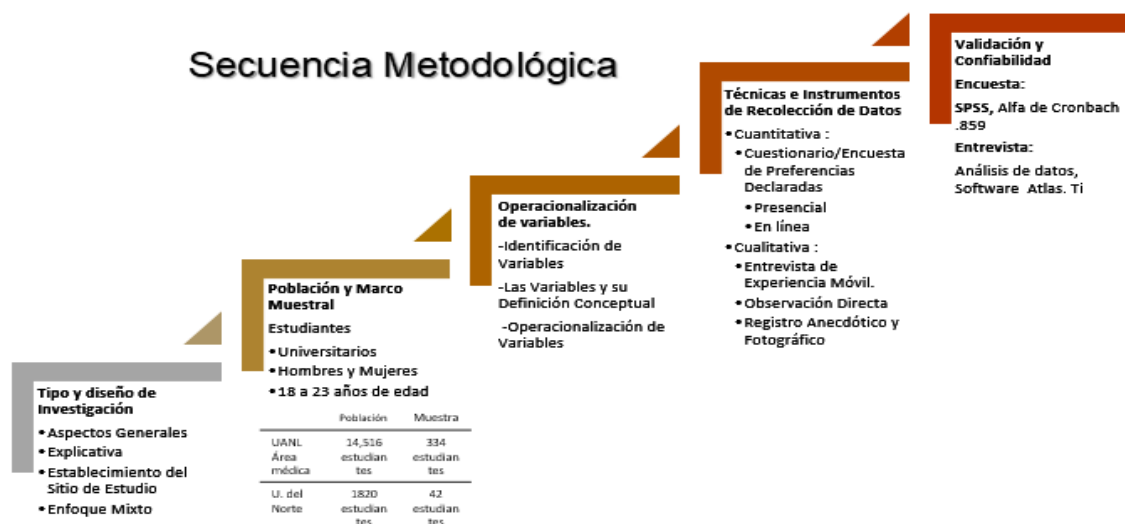 Secuencia Metodológica
Tipo y diseño de
Investigación
•Aspectos Generales
•Explicativa
•Establecimiento del
Sitio de Estudio
•Enfoque Mixto
Población y Marco
Muestral
Estudiantes
•Universitarios
•Hombres y Mujeres
•18 a 23 años de edad
Población Muestra
UANL 14,516 334
Área estudian estudian
médica tes tes
U. del 1820 42
Norte estudian estudian
tes tes
Operacionalización
de variables.
-Identificación de
Variables
-Las Variables y su
Definición Conceptual
-Operacionalización de
Variables
Técnicas e Instrumentos
de Recolección de Datos
•Cuantitativa :
•Cuestionario/Encuesta
de Preferencias
Declaradas
•Presencial
•En línea
•Cualitativa :
•Entrevista de
Experiencia Móvil.
•Observación Directa
•Registro Anecdótico y
Fotográfico
Validación y
Confiabilidad
Encuesta:
SPSS, Alfa de Cronbach
.859
Entrevista:
Análisis de datos,
Software Atlas. Ti